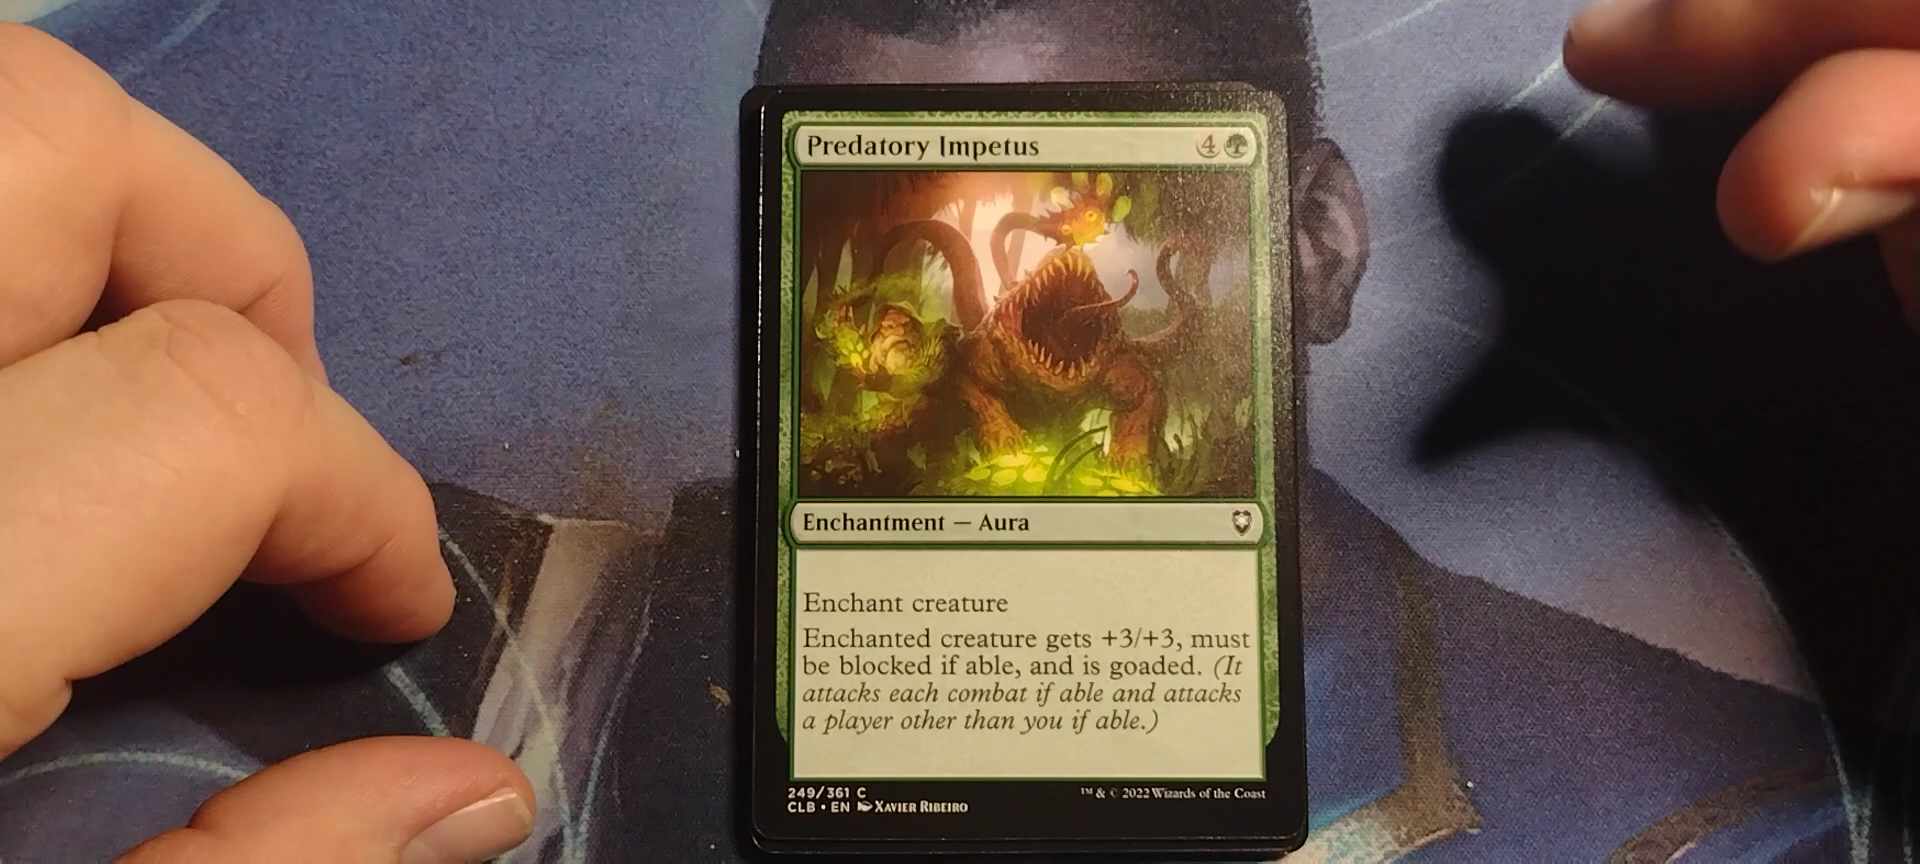 Predatory Impetus 4
Enchantment — Aura
Enchant creature
Enchanted creature gets +3/+3, must
be blocked if able, and is goaded. (It
attacks each combat if able and attacks
a player other than you if able.)
249/361 C
CLB • EN XAVIER RIBEIRO
™ & © 2022 Wizards of the Coast